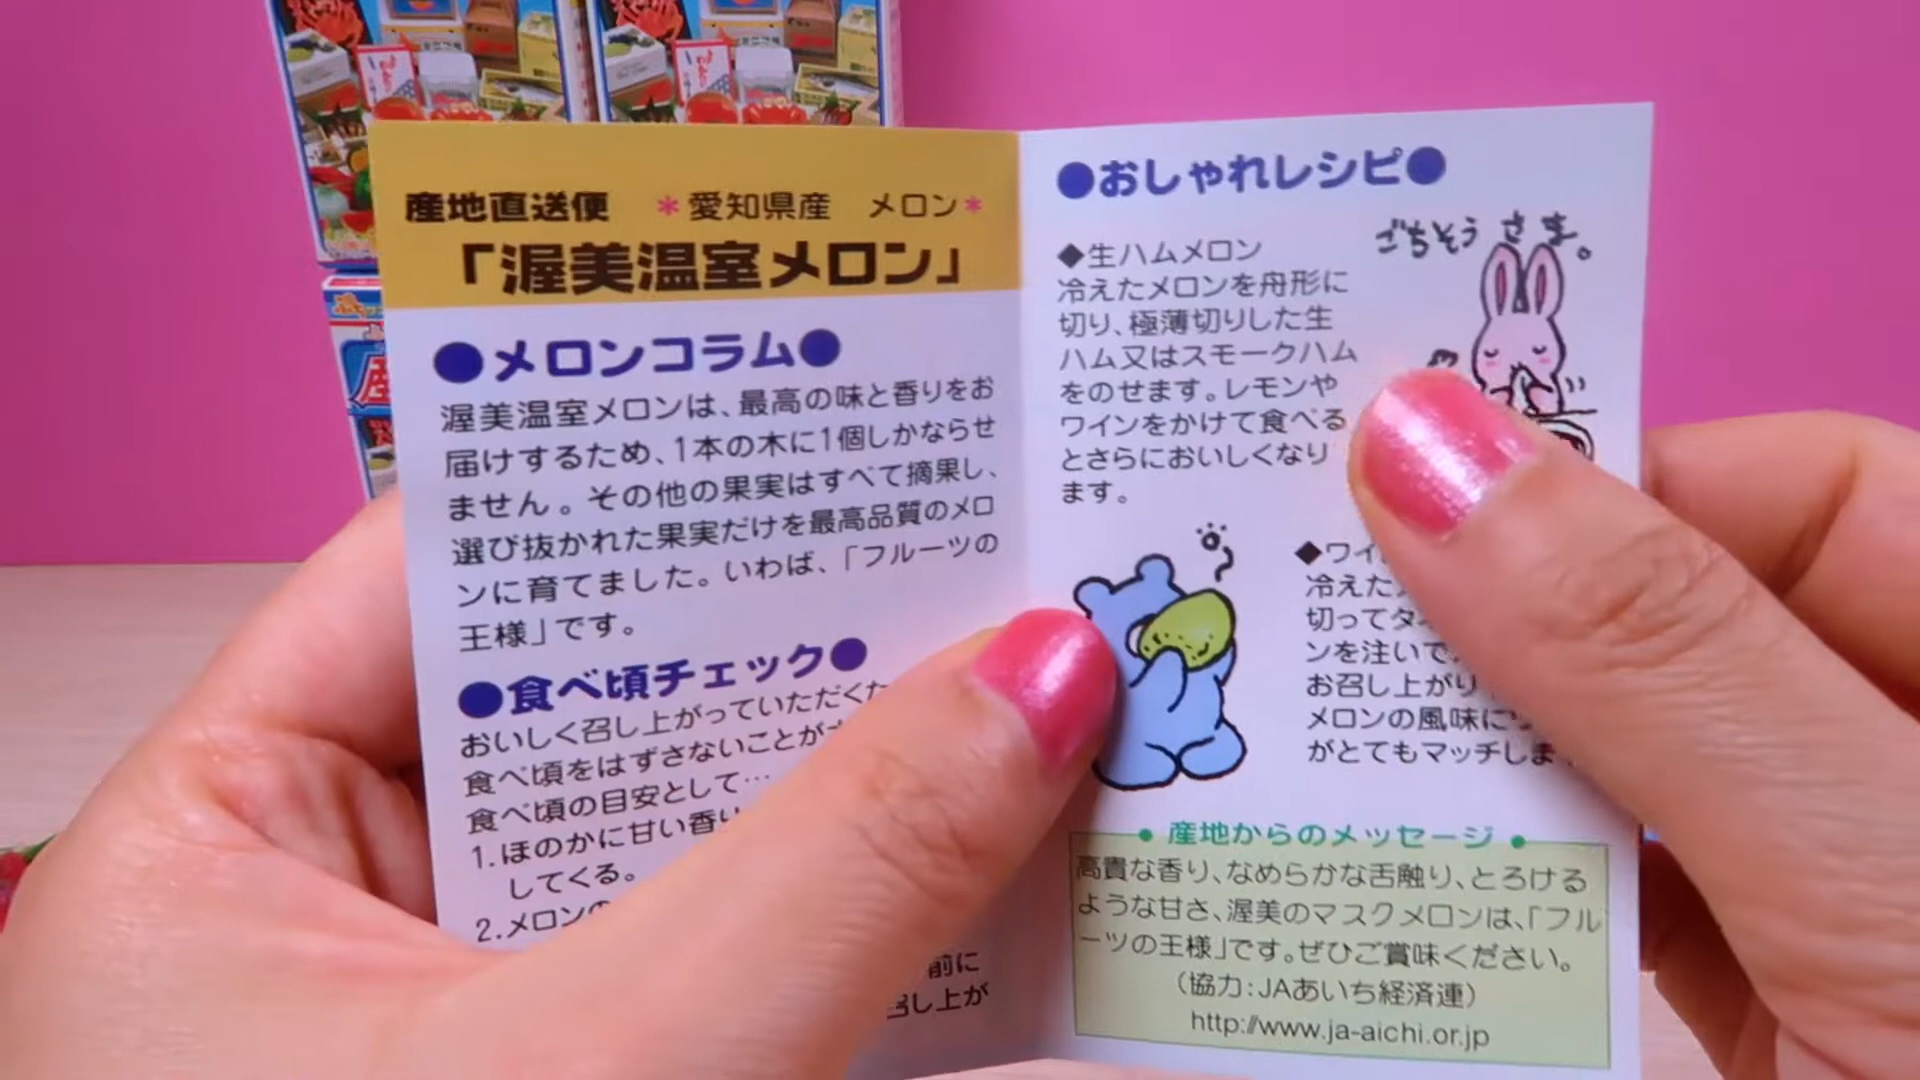 産地直送便 *愛知県産 メロン*
「渥美温室メロン」
●メロンコラム●
渥美温室メロンは、最高の味と香りをお
届けするため、1本の木に1個しかならせ
ません。その他の果実はすべて摘果し、
選び抜かれた果実だけを最高品質のメロ
ンに育てました。いわば、「フルーツの
王様」です。
●食べ頃チェック●
おいしく召し上がっていただくた
食べ頃をはずさないことが
食べ頃の目安として…
1.ほのかに甘い香り
してくる。
2.メロンの
前に
召し上が
●おしゃれレシピ●
ごちそうさま。
◆生ハムメロン
冷えたメロンを舟形に
切り、極薄切りした生
ハム又はスモークハム
をのせます。レモンや
ワインをかけて食べる
とさらにおいしくなり
ます。
◆ワイ
冷えた
切って
ンを注いで
お召し上がり
メロンの風味に
がとてもマッチしま
●産地からのメッセージ●
高貴な香り、なめらかな舌触り、とろける
ような甘さ、渥美のマスクメロンは、「フル
ーツの王様」です。ぜひご賞味ください。
(協力:JAあいち経済連)
http://www.ja-aichi.or.jp